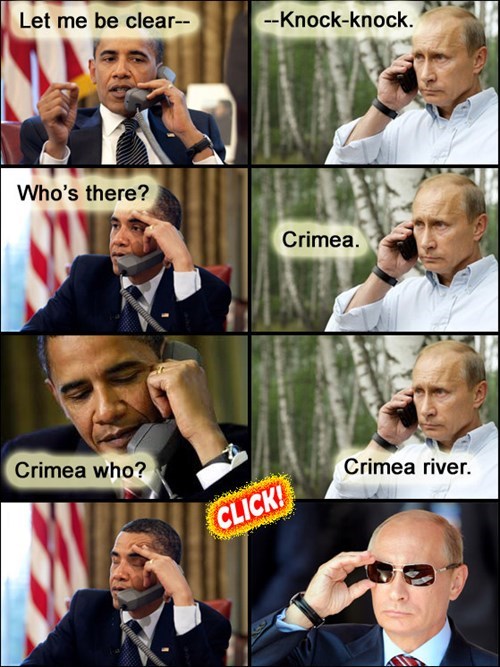 Let me be clear--
--Knock-knock.
Who's there?
Crimea.
Crimea who?
Crimea river.
CLICK!